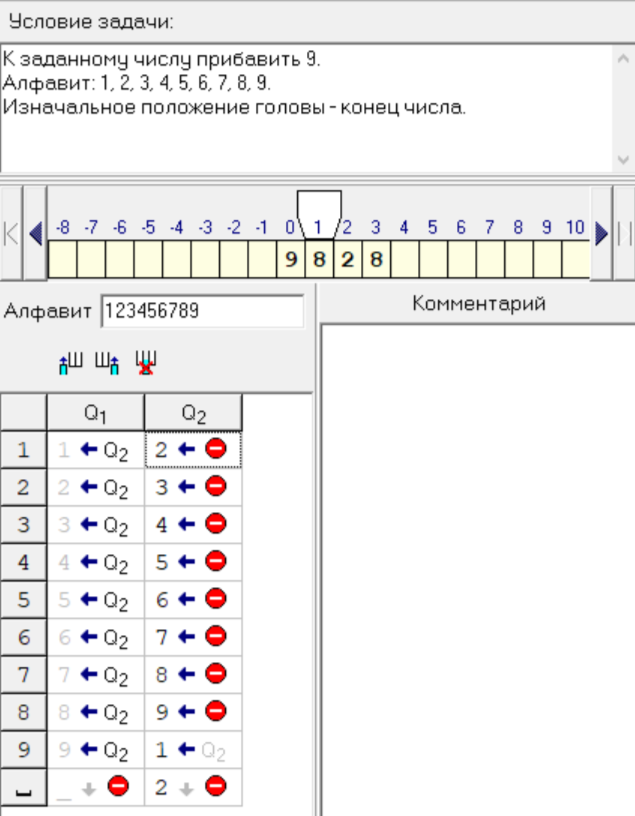 Условие задачи:
К заданному числу прибавить 9.
Алфавит: 1, 2, 3, 4, 5, 6, 7, 8, 9.
Изначальное положение головы - конец числа.
-8 -7 -6 -5 -4 -3 -2 -1 0 1 2 3 4 5 6 7 8 9 10
9 8 2 8
Алфавит 123456789
Комментарий
Q1 Q2
1 1 ← Q2 2 ←
2 2 ← Q2 3 ←
3 3 ← Q2 4 ←
4 4 ← Q2 5 ←
5 5 ← Q2 6 ←
6 6 ← Q2 7 ←
7 7 ← Q2 8 ←
8 8 ← Q2 9 ←
9 9 ← Q2 1 ← Q2
_ ↓ 2 ↓